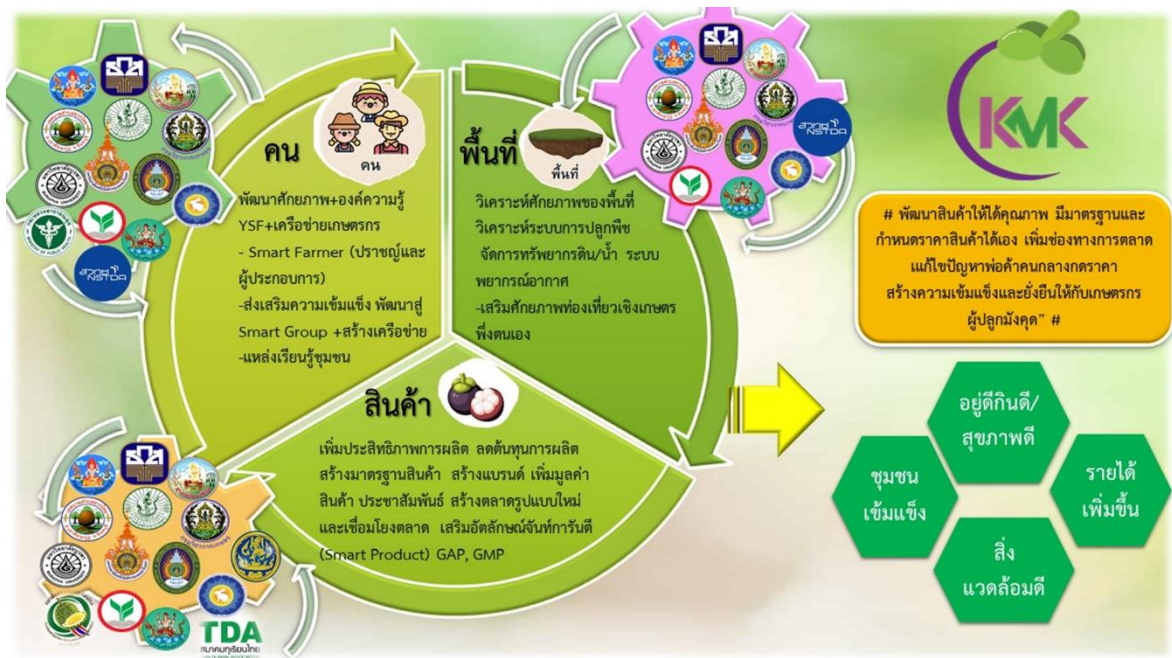 คน
คน
พัฒนาศักยภาพ+องค์ความรู้
YSF+เครือข่ายเกษตรกร
- Smart Farmer (ปราชญ์และ
ผู้ประกอบการ)
-ส่งเสริมความเข้มแข็ง พัฒนาสู่
Smart Group +สร้างเครือข่าย
-แหล่งเรียนรู้ชุมชน
พื้นที่
พื้นที่
วิเคราะห์ศักยภาพของพื้นที่
วิเคราะห์ระบบการปลูกพืช
จัดการทรัพยากรดิน/น้ำ ระบบ
พยากรณ์อากาศ
-เสริมศักยภาพท่องเที่ยวเชิงเกษตร
พึ่งตนเอง
สินค้า
เพิ่มประสิทธิภาพการผลิต ลดต้นทุนการผลิต
สร้างมาตรฐานสินค้า สร้างแบรนด์ เพิ่มมูลค่า
สินค้า ประชาสัมพันธ์ สร้างตลาดรูปแบบใหม่
และเชื่อมโยงตลาด เสริมอัตลักษณ์จันท์การันตี
(Smart Product) GAP, GMP
สวทช
NSTDA
สวทช
NSTDA
TDA
สมาคมทุเรียนไทย
KMK
# พัฒนาสินค้าให้ได้คุณภาพ มีมาตรฐานและ
กำหนดราคาสินค้าได้เอง เพิ่มช่องทางการตลาด
แก้ไขปัญหาพ่อค้าคนกลางกดราคา
สร้างความเข้มแข็งและยั่งยืนให้กับเกษตรกร
ผู้ปลูกมังคุด" #
อยู่ดีกินดี/
สุขภาพดี
ชุมชน
เข้มแข็ง
รายได้
เพิ่มขึ้น
สิ่ง
แวดล้อมดี